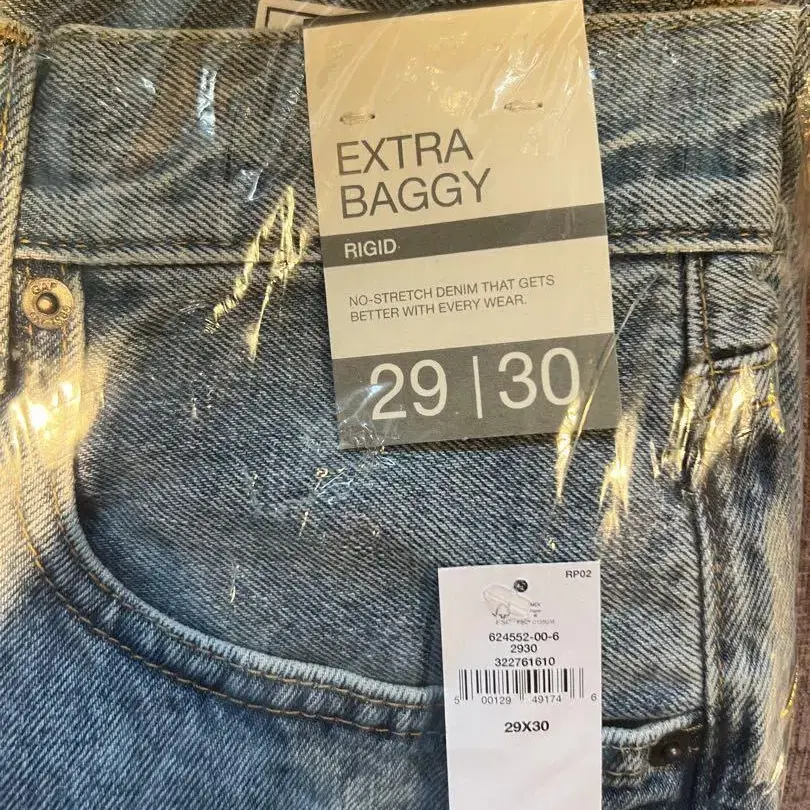 EXTRA
BAGGY
RIGID
NO-STRETCH DENIM THAT GETS
BETTER WITH EVERY WEAR.
29 | 30
GAP
RP02
624552-00-6
2930
322761610
5 00129 49174 6
29X30